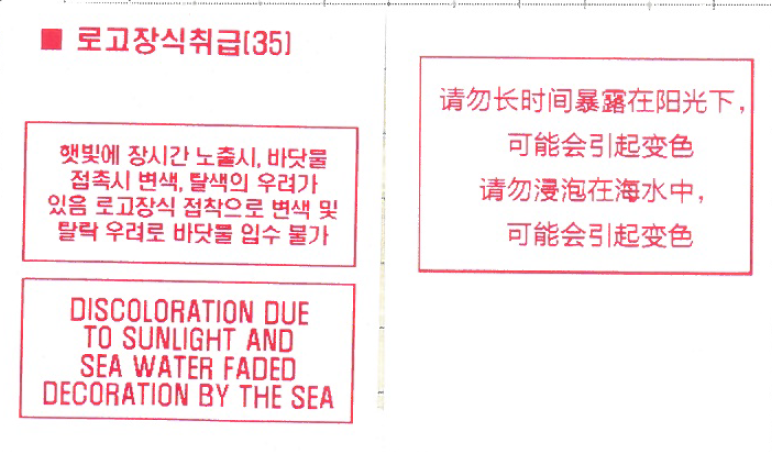 ■ 로고장식취급(35)
햇빛에 장시간 노출시, 바닷물
접촉시 변색, 탈색의 우려가
있음 로고장식 접착으로 변색 및
탈락 우려로 바닷물 입수 불가
DISCOLORATION DUE
TO SUNLIGHT AND
SEA WATER FADED
DECORATION BY THE SEA
请勿长时间暴露在阳光下，
可能会引起变色
请勿浸泡在海水中，
可能会引起变色